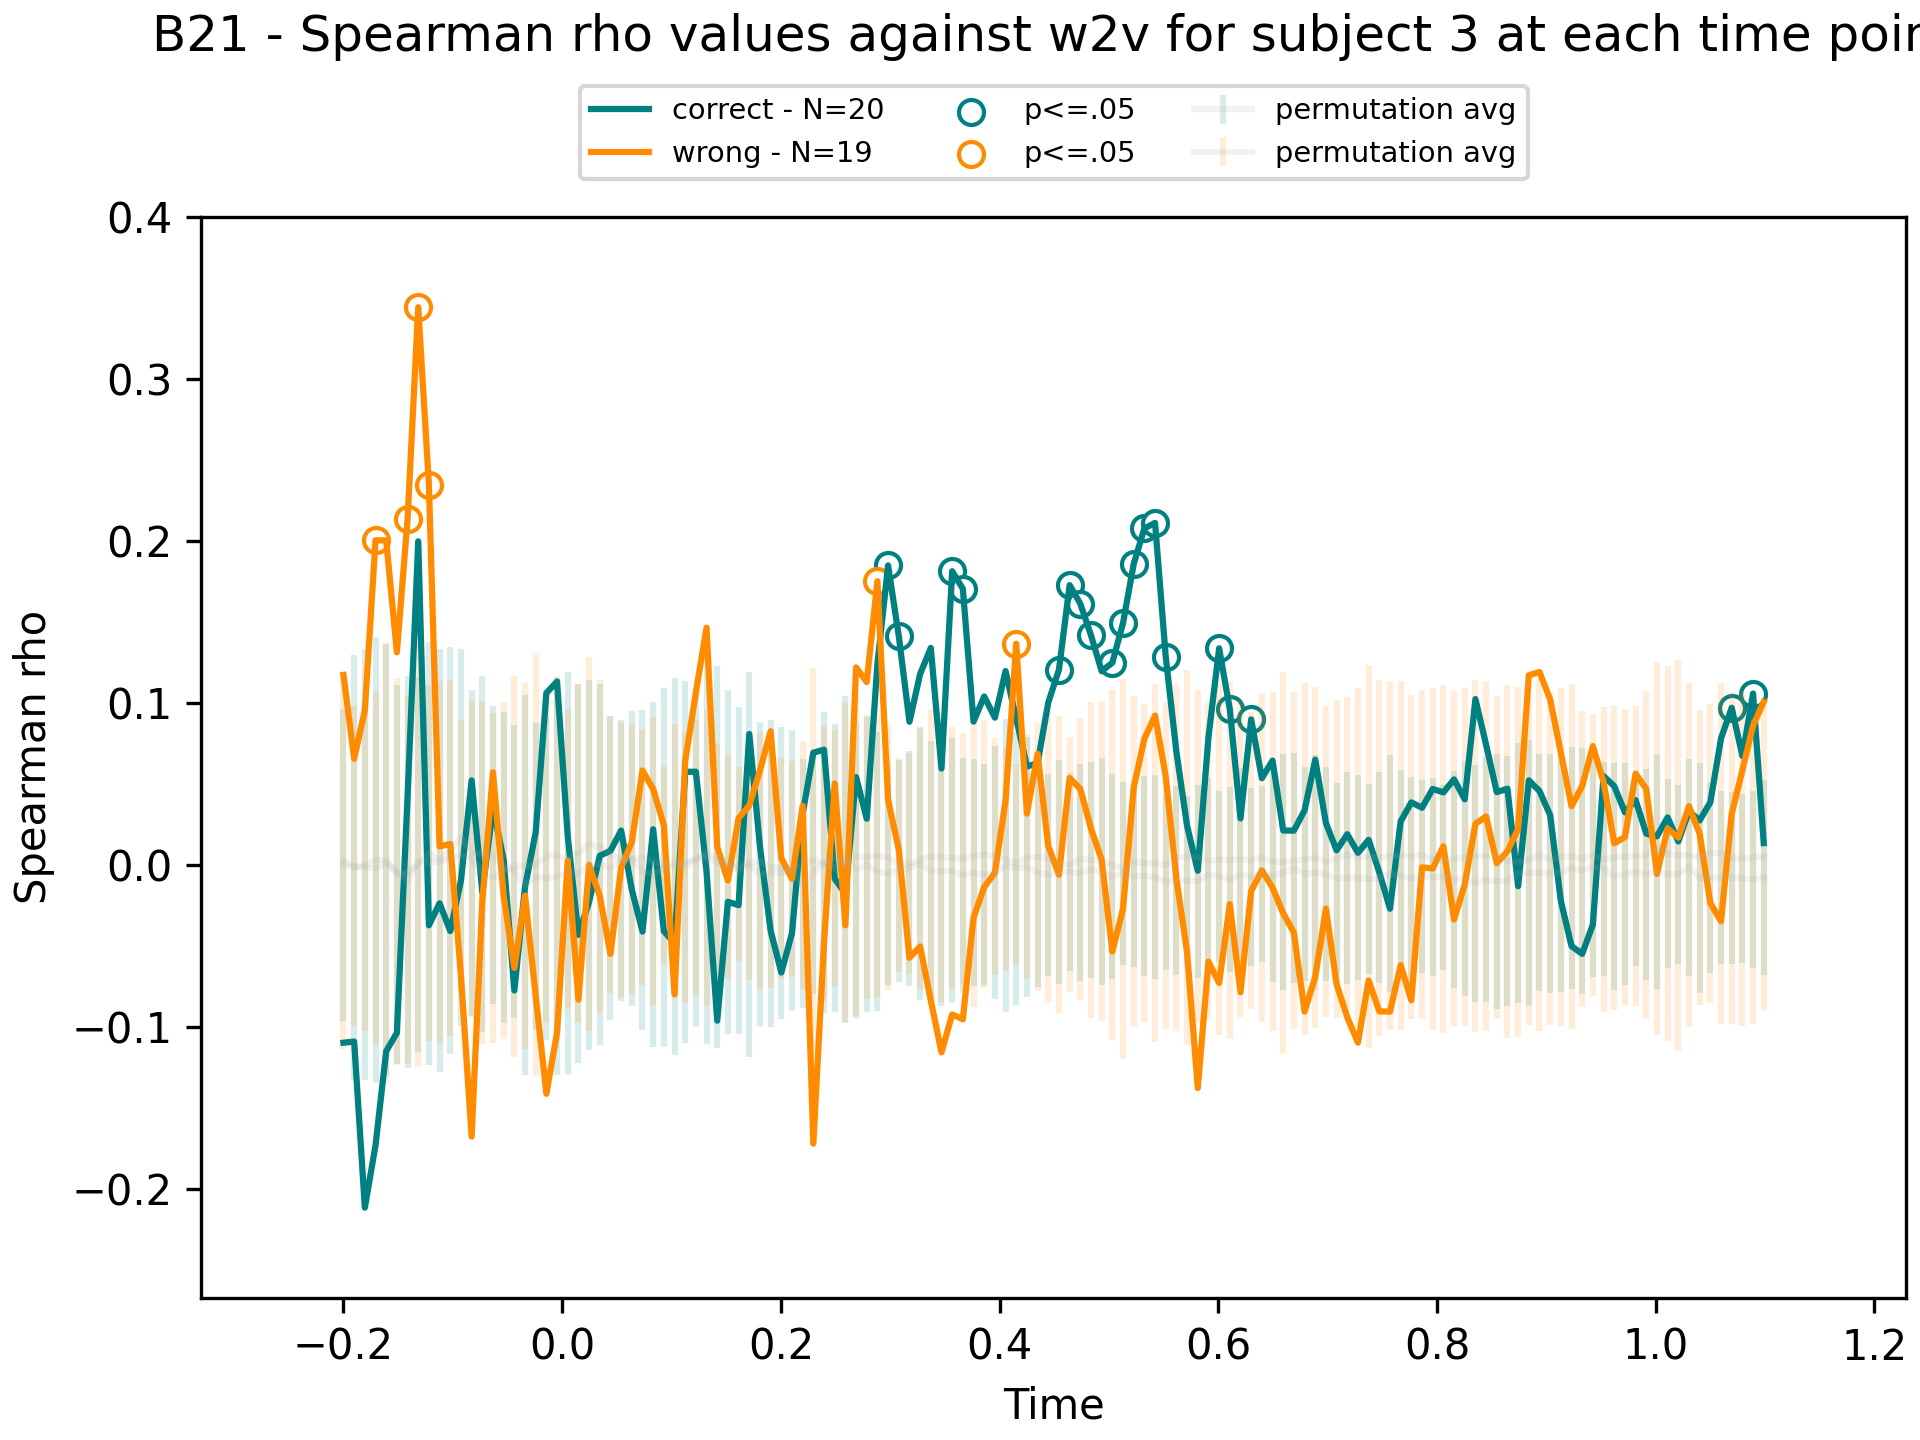 B21 - Spearman rho values against w2v for subject 3 at each time
correct - N=20 p<=.05 permutation avg
wrong - N=19 p<=.05 permutation avg
0.4
0.3
0.2
0.1
0.0
−0.1
−0.2
Spearman rho
−0.2 0.0 0.2 0.4 0.6 0.8 1.0 1.2
Time